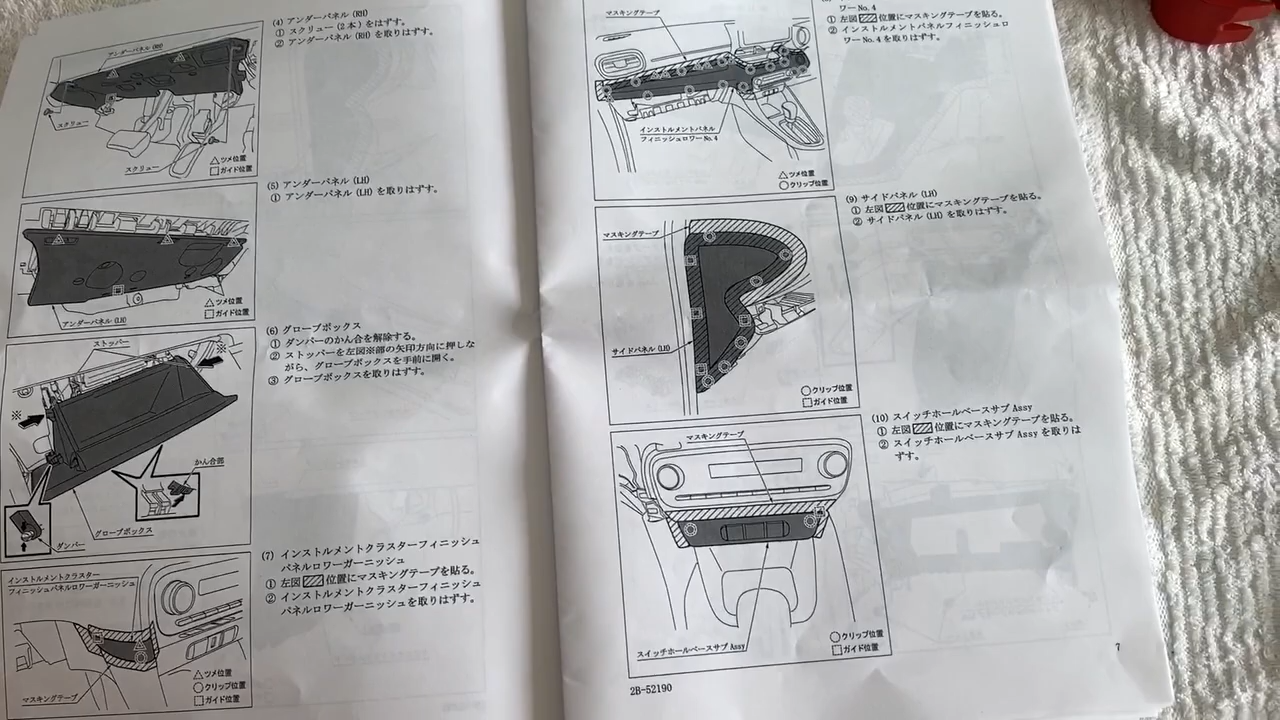 アンダーパネル (RH)
スクリュー
スクリュー
△ツメ位置
□ガイド位置
(4) アンダーパネル (RH)
① スクリュー (2本) をはずす。
② アンダーパネル (RH) を取りはずす。
アンダーパネル (LH)
△ツメ位置
□ガイド位置
(5) アンダーパネル (LH)
① アンダーパネル (LH) を取りはずす。
ストッパー
※
※
かん合部
グローブボックス
ダンパー
(6) グローブボックス
① ダンパーのかん合を解除する。
② ストッパーを左図※部の矢印方向に押しな
がら、グローブボックスを手前に開く。
③ グローブボックスを取りはずす。
インストルメントクラスター
フィニッシュパネルロワーガーニッシュ
マスキングテープ
△ツメ位置
○クリップ位置
□ガイド位置
(7) インストルメントクラスターフィニッシュ
パネルロワーガーニッシュ
① 左図 位置にマスキングテープを貼る。
② インストルメントクラスターフィニッシュ
パネルロワーガーニッシュを取りはずす。
マスキングテープ
インストルメントパネル
フィニッシュロワーNo.4
△ツメ位置
○クリップ位置
ワーNo.4
① 左図 位置にマスキングテープを貼る。
② インストルメントパネルフィニッシュロ
ワーNo.4を取りはずす。
マスキングテープ
サイドパネル (LH)
○クリップ位置
□ガイド位置
(9) サイドパネル (LH)
① 左図 位置にマスキングテープを貼る。
② サイドパネル (LH) を取りはずす。
マスキングテープ
スイッチホールベースサブ Assy
○クリップ位置
□ガイド位置
(10) スイッチホールベースサブ Assy
① 左図 位置にマスキングテープを貼る。
② スイッチホールベースサブ Assy を取りは
ずす。
2B-52190
7